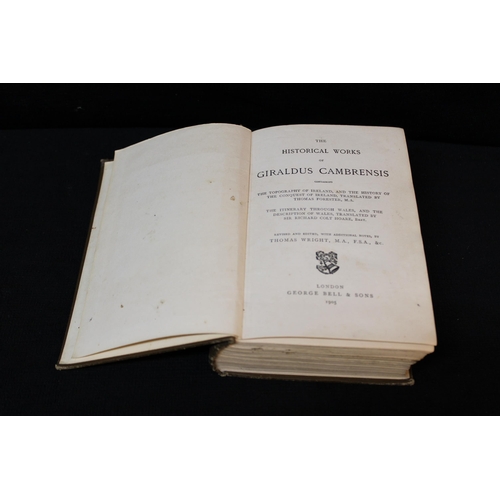 THE
HISTORICAL WORKS
OF
GIRALDUS CAMBRENSIS
CONTAINING
THE TOPOGRAPHY OF IRELAND, AND THE HISTORY OF
THE CONQUEST OF IRELAND, TRANSLATED BY
THOMAS FORESTER, M.A.
THE ITINERARY THROUGH WALES, AND THE
DESCRIPTION OF WALES, TRANSLATED BY
SIR RICHARD COLT HOARE, BART.
REVISED AND EDITED, WITH ADDITIONAL NOTES, BY
THOMAS WRIGHT, M.A., F.S.A., &c.
LONDON
GEORGE BELL & SONS
1905